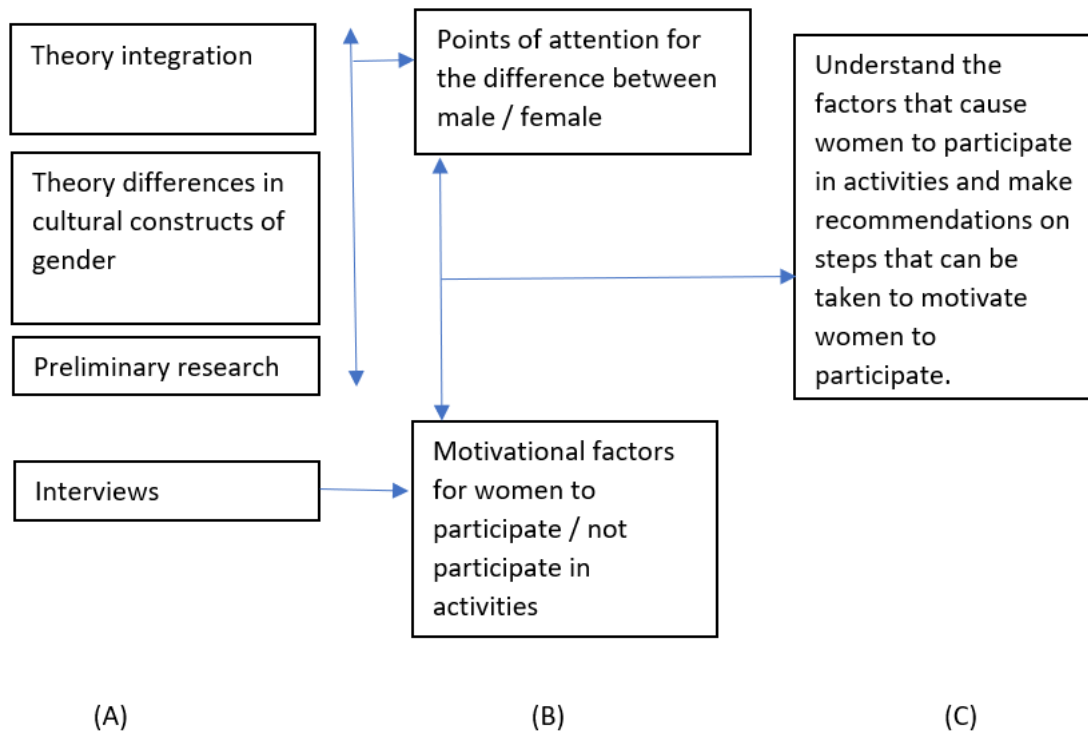 Theory integration
Theory differences in
cultural constructs of
gender
Preliminary research
Interviews
Points of attention for
the difference between
male / female
Motivational factors
for women to
participate / not
participate in
activities
Understand the
factors that cause
women to participate
in activities and make
recommendations on
steps that can be
taken to motivate
women to
participate.
(A)
(B)
(C)